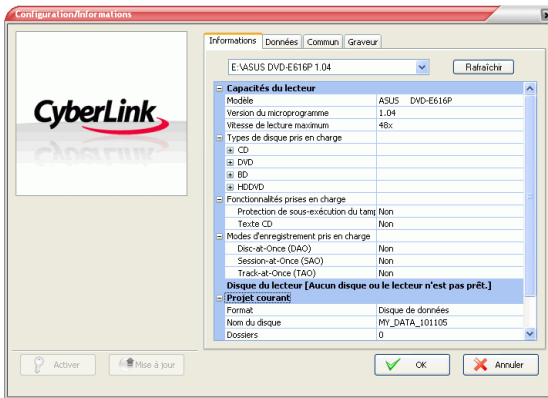 Configuration/Informations
CyberLink
Informations Données Commun Graveur
E:\ASUS DVD-E616P 1.04 Rafraîchir
Capacités du lecteur
Modèle ASUS DVD-E616P
Version du microprogramme 1.04
Vitesse de lecture maximum 48x
Types de disque pris en charge
CD
DVD
BD
HDDVD
Fonctionnalités prises en charge
Protection de sous-exécution du tamp Non
Texte CD Non
Modes d'enregistrement pris en charge
Disc-at-Once (DAO) Non
Session-at-Once (SAO) Non
Track-at-Once (TAO) Non
Disque du lecteur [Aucun disque ou le lecteur n'est pas prêt.]
Projet courant
Format Disque de données
Nom du disque MY_DATA_101105
Dossiers 0
Activer Mise à jour OK Annuler